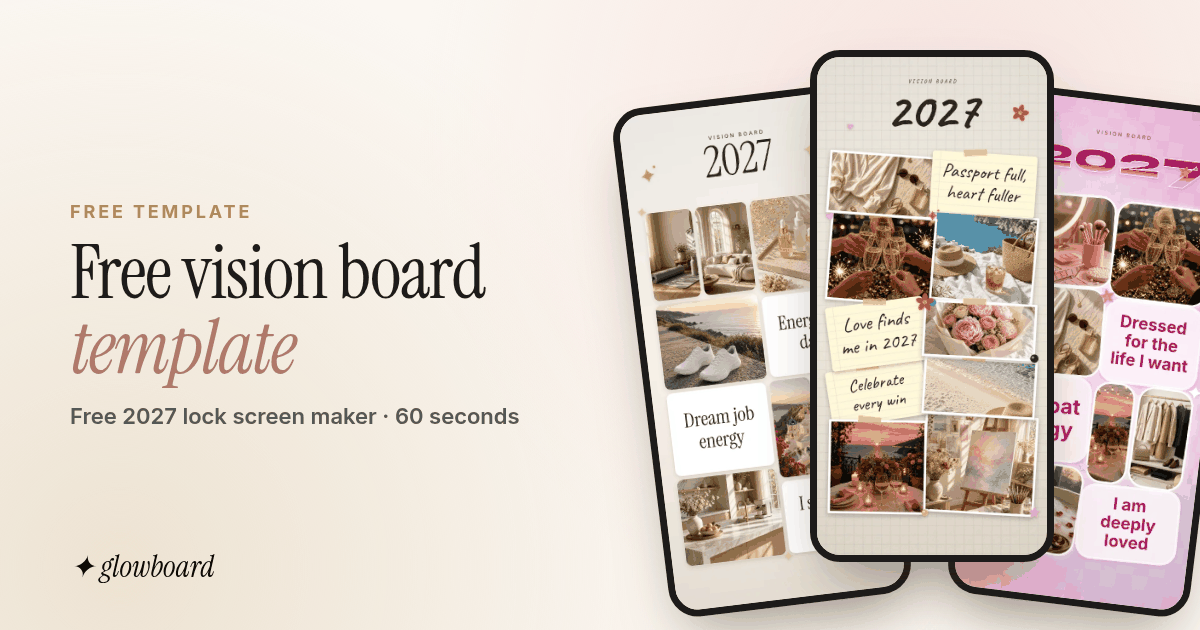 FREE TEMPLATE
Free vision board
template
Free 2027 lock screen maker · 60 seconds
glowboard
VISION BOARD
2027
Dream job
energy
VISION BOARD
2027
Passport full,
heart fuller
Love finds
me in 2027
Celebrate
every win
VISION BOARD
2027
Dressed
for the
life I want
I am
deeply
loved